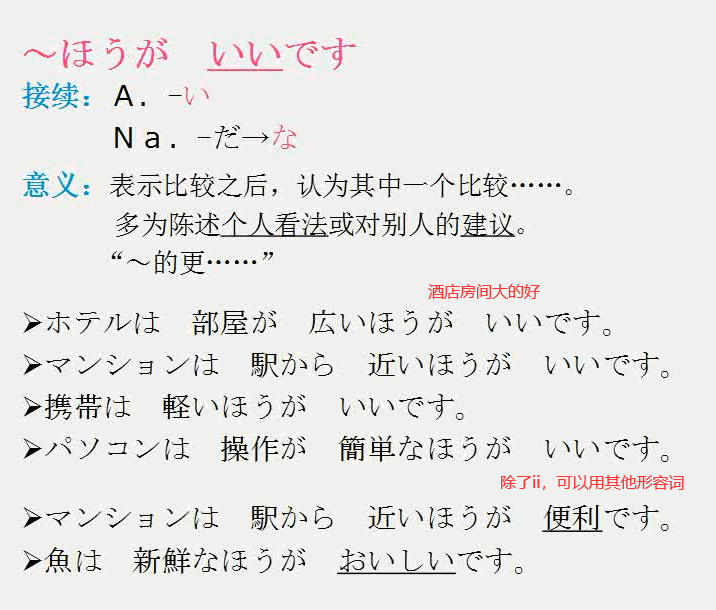 ～ほうが　いいです
接续：A．-い
Ｎａ．-だ→な
意义：表示比较之后，认为其中一个比较……。
多为陈述个人看法或对别人的建议。
“～的更……”
酒店房间大的好
➢ホテルは　部屋が　広いほうが　いいです。
➢マンションは　駅から　近いほうが　いいです。
➢携帯は　軽いほうが　いいです。
➢パソコンは　操作が　簡単なほうが　いいです。
除了ii，可以用其他形容词
➢マンションは　駅から　近いほうが　便利です。
➢魚は　新鮮なほうが　おいしいです。